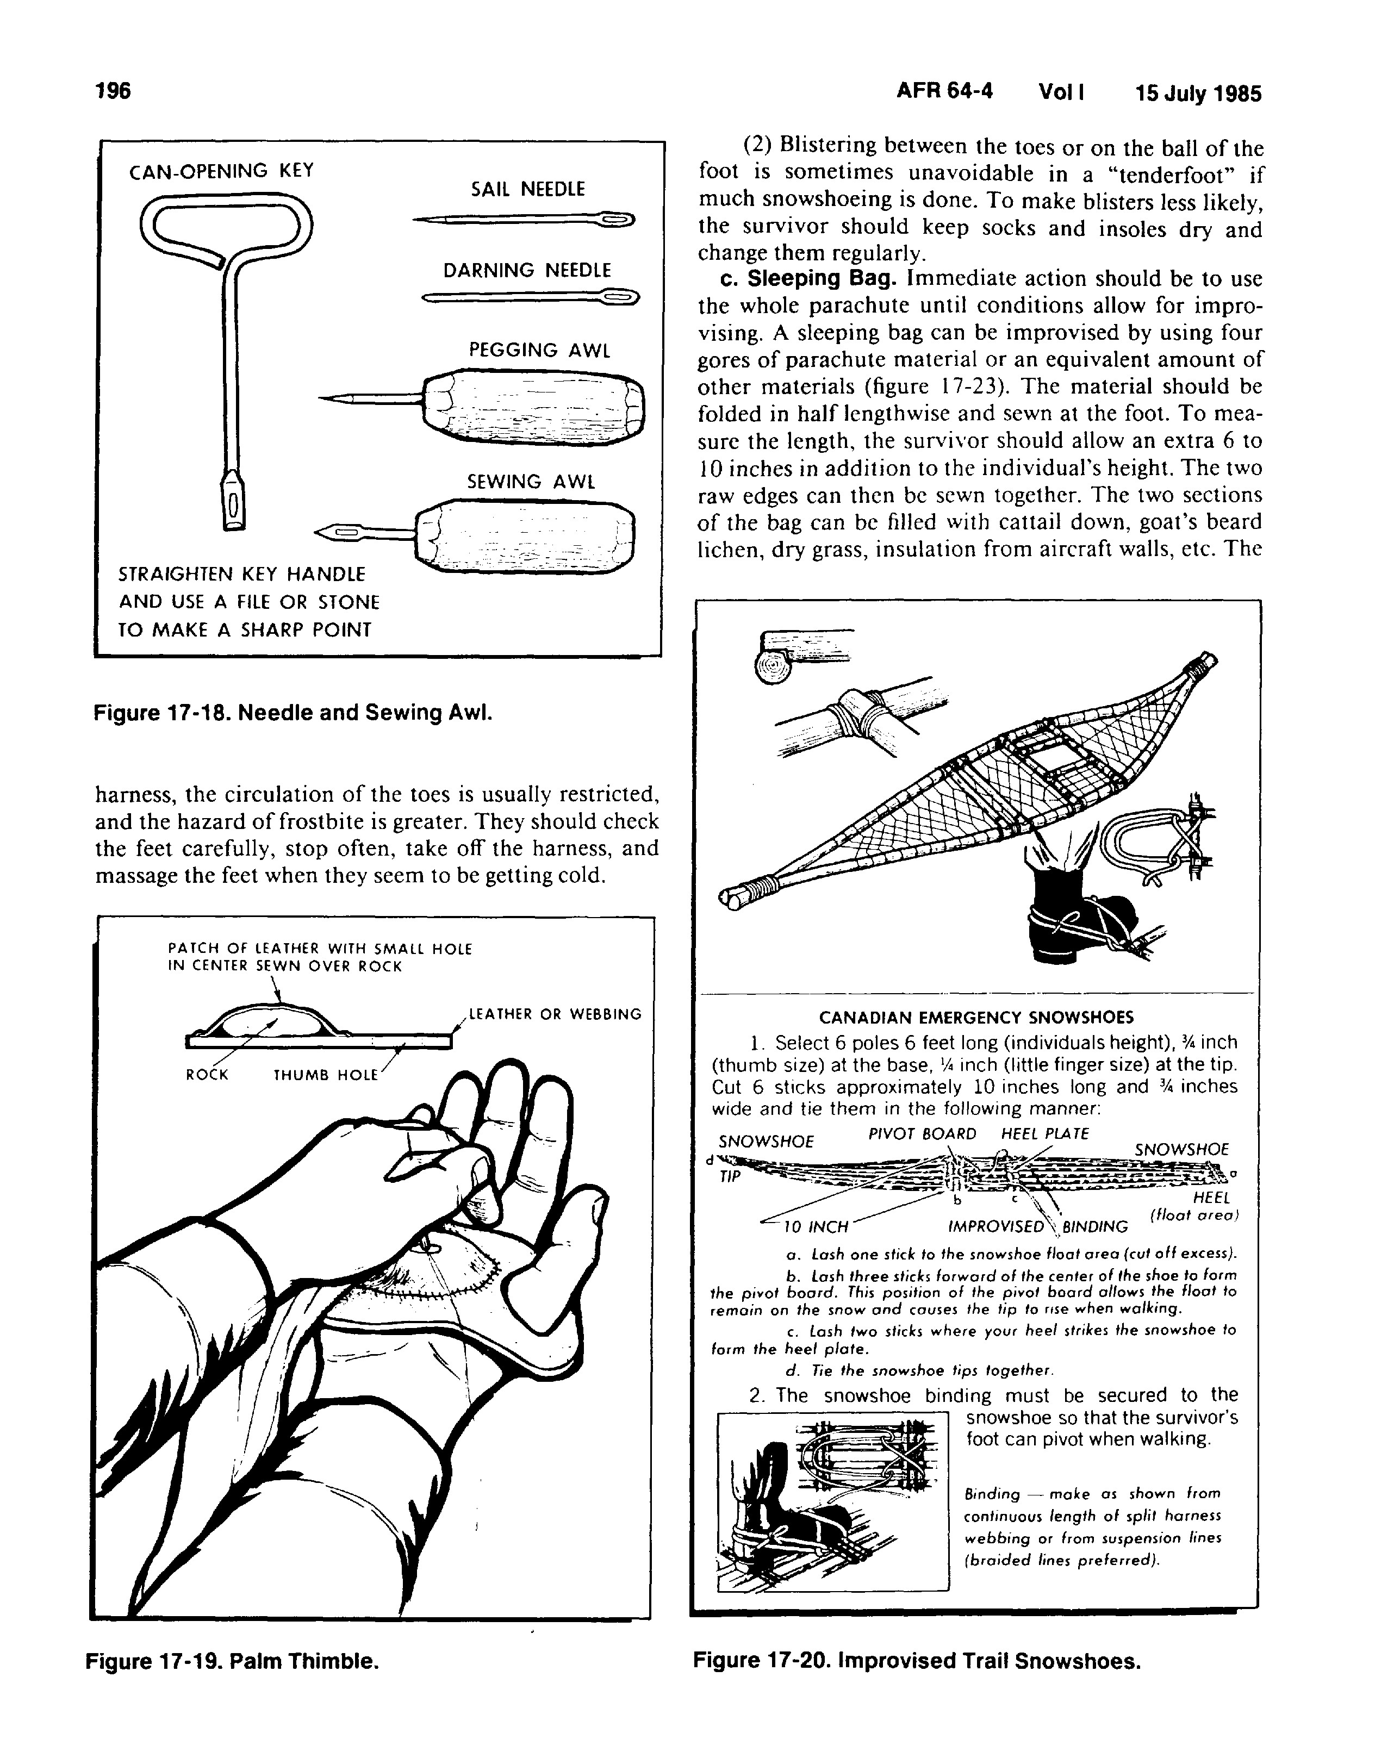 196
AFR 64-4 Vol I 15 July 1985
CAN-OPENING KEY
SAIL NEEDLE
DARNING NEEDLE
PEGGING AWL
SEWING AWL
STRAIGHTEN KEY HANDLE
AND USE A FILE OR STONE
TO MAKE A SHARP POINT
Figure 17-18. Needle and Sewing Awl.
harness, the circulation of the toes is usually restricted,
and the hazard of frostbite is greater. They should check
the feet carefully, stop often, take off the harness, and
massage the feet when they seem to be getting cold.
PATCH OF LEATHER WITH SMALL HOLE
IN CENTER SEWN OVER ROCK
LEATHER OR WEBBING
ROCK THUMB HOLE
Figure 17-19. Palm Thimble.
(2) Blistering between the toes or on the ball of the
foot is sometimes unavoidable in a “tenderfoot” if
much snowshoeing is done. To make blisters less likely,
the survivor should keep socks and insoles dry and
change them regularly.
c. Sleeping Bag. Immediate action should be to use
the whole parachute until conditions allow for impro-
vising. A sleeping bag can be improvised by using four
gores of parachute material or an equivalent amount of
other materials (figure 17-23). The material should be
folded in half lengthwise and sewn at the foot. To mea-
sure the length, the survivor should allow an extra 6 to
10 inches in addition to the individual's height. The two
raw edges can then be sewn together. The two sections
of the bag can be filled with cattail down, goat's beard
lichen, dry grass, insulation from aircraft walls, etc. The
CANADIAN EMERGENCY SNOWSHOES
1. Select 6 poles 6 feet long (individuals height), ¾ inch
(thumb size) at the base, ¼ inch (little finger size) at the tip.
Cut 6 sticks approximately 10 inches long and ¾ inches
wide and tie them in the following manner:
SNOWSHOE PIVOT BOARD HEEL PLATE SNOWSHOE
d a
TIP
b c HEEL
10 INCH IMPROVISED BINDING (float area)
a. Lash one stick to the snowshoe float area (cut off excess).
b. Lash three sticks forward of the center of the shoe to form
the pivot board. This position of the pivot board allows the float to
remain on the snow and causes the tip to rise when walking.
c. Lash two sticks where your heel strikes the snowshoe to
form the heel plate.
d. Tie the snowshoe tips together.
2. The snowshoe binding must be secured to the
snowshoe so that the survivor's
foot can pivot when walking.
Binding — make as shown from
continuous length of split harness
webbing or from suspension lines
(braided lines preferred).
Figure 17-20. Improvised Trail Snowshoes.